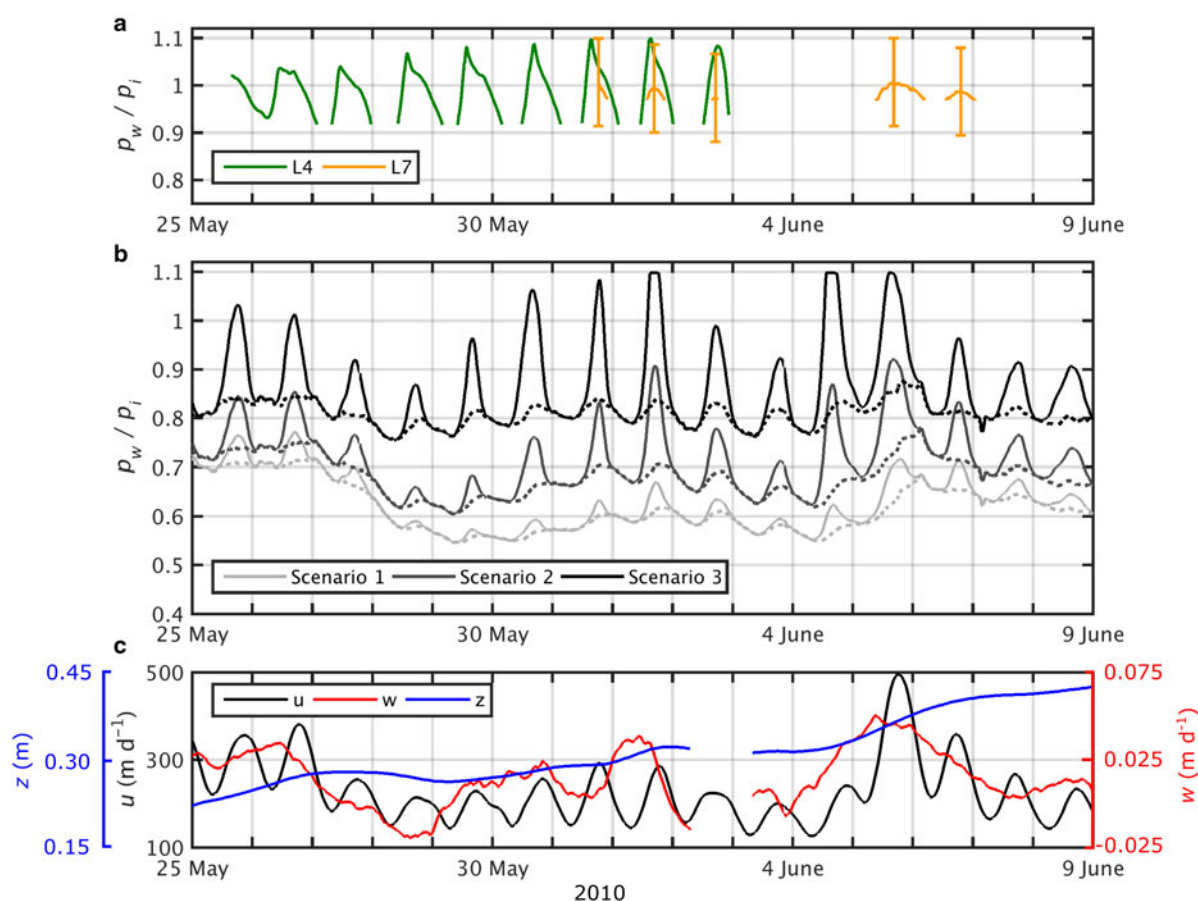 a
1.1
1
0.9
0.8
p_w / p_i
L4 L7
25 May 30 May 4 June 9 June
b
1.1
1
0.9
0.8
0.7
0.6
0.5
0.4
p_w / p_i
Scenario 1 Scenario 2 Scenario 3
25 May 30 May 4 June 9 June
c
0.45 500 0.075
u w z
z (m)
u (m d⁻¹)
w (m d⁻¹)
0.30 300 0.025
0.15 100 -0.025
25 May 30 May 4 June 9 June
2010